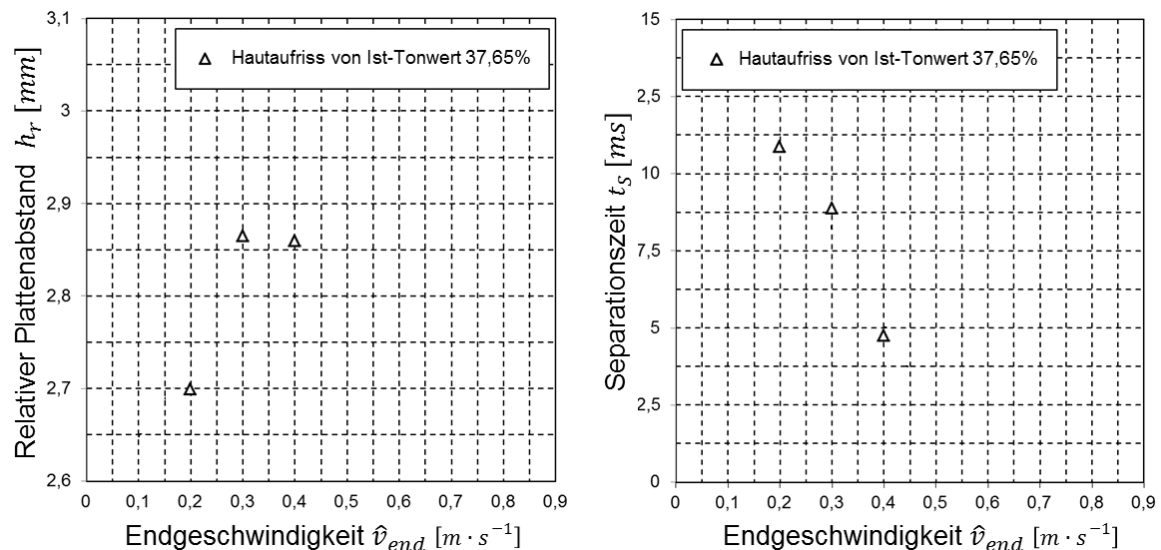 3,1
3
2,9
2,8
2,7
2,6
Relativer Plattenabstand h_r [mm]
Hautaufriss von Ist-Tonwert 37,65%
0 0,1 0,2 0,3 0,4 0,5 0,6 0,7 0,8 0,9
Endgeschwindigkeit v̂_end [m · s⁻¹]
15
2,5
10
7,5
5
2,5
0
Separationszeit t_S [ms]
Hautaufriss von Ist-Tonwert 37,65%
0 0,1 0,2 0,3 0,4 0,5 0,6 0,7 0,8 0,9
Endgeschwindigkeit v̂_end [m · s⁻¹]